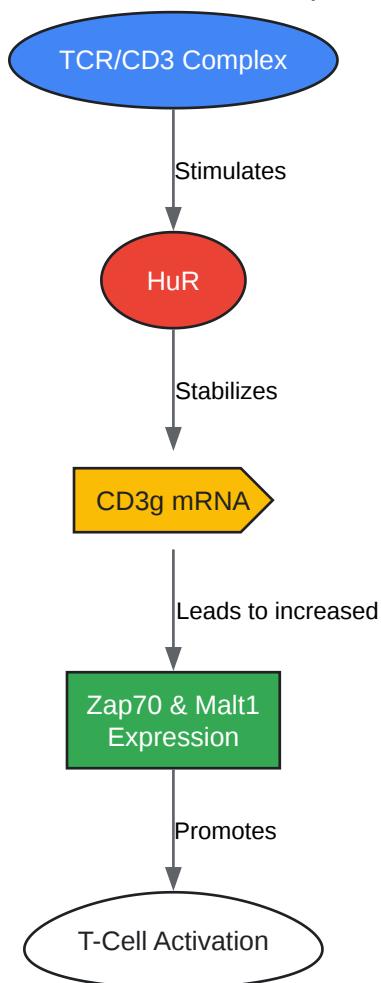 TCR/CD3 Complex
Stimulates
HuR
Stabilizes
CD3g mRNA
Leads to increased
Zap70 & Malt1
Expression
Promotes
T-Cell Activation